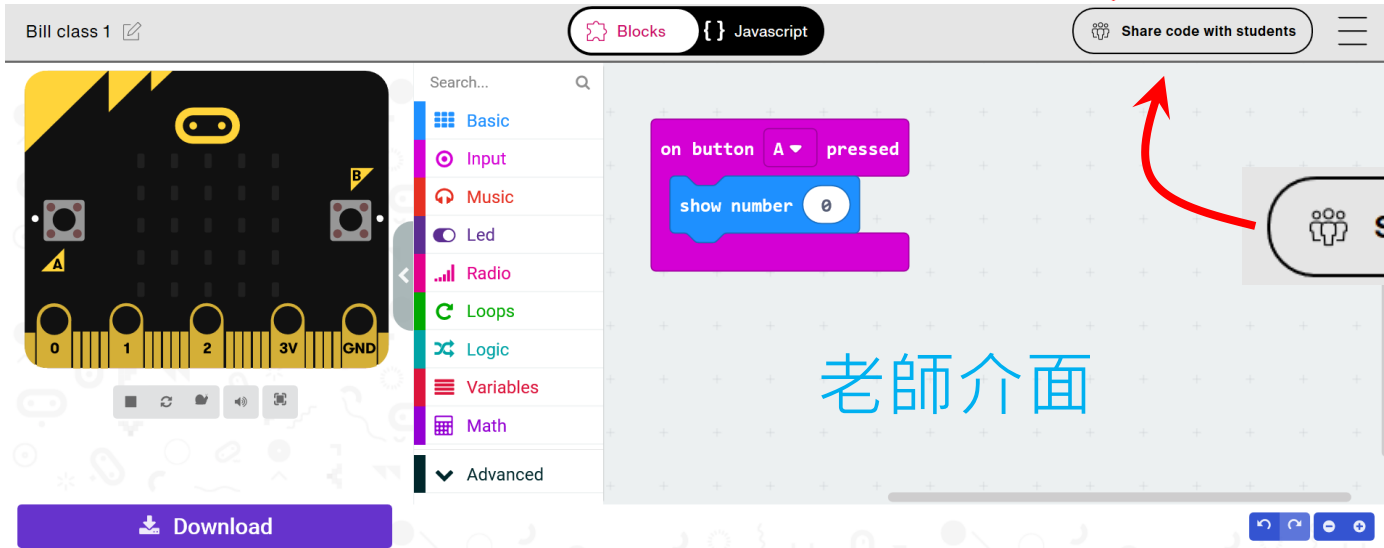 Bill class 1
Blocks
{ } Javascript
Share code with students
Search...
Basic
Input
Music
Led
Radio
Loops
Logic
Variables
Math
Advanced
on button A pressed
show number 0
B
A
0 1 2 3V GND
S
老師介面
Download